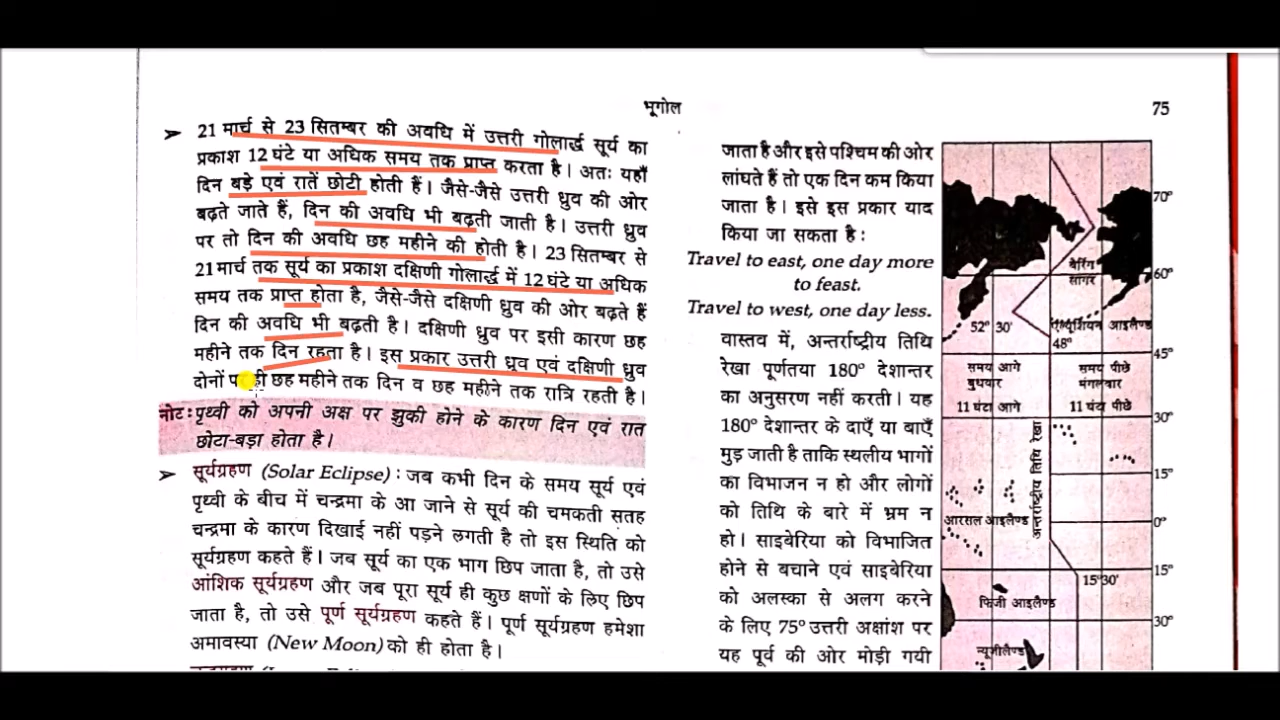 भूगोल
75
➤ 21 मार्च से 23 सितम्बर की अवधि में उत्तरी गोलार्द्ध सूर्य का
प्रकाश 12 घंटे या अधिक समय तक प्राप्त करता है। अतः यहाँ
दिन बड़े एवं रातें छोटी होती हैं। जैसे-जैसे उत्तरी ध्रुव की ओर
बढ़ते जाते हैं, दिन की अवधि भी बढ़ती जाती है। उत्तरी ध्रुव
पर तो दिन की अवधि छह महीने की होती है। 23 सितम्बर से
21 मार्च तक सूर्य का प्रकाश दक्षिणी गोलार्द्ध में 12 घंटे या अधिक
समय तक प्राप्त होता है, जैसे-जैसे दक्षिणी ध्रुव की ओर बढ़ते हैं
दिन की अवधि भी बढ़ती है। दक्षिणी ध्रुव पर इसी कारण छह
महीने तक दिन रहता है। इस प्रकार उत्तरी ध्रुव एवं दक्षिणी ध्रुव
दोनों पर ही छह महीने तक दिन व छह महीने तक रात्रि रहती है।
नोट: पृथ्वी को अपनी अक्ष पर झुकी होने के कारण दिन एवं रात
छोटा-बड़ा होता है।
➤ सूर्यग्रहण (Solar Eclipse) : जब कभी दिन के समय सूर्य एवं
पृथ्वी के बीच में चन्द्रमा के आ जाने से सूर्य की चमकती सतह
चन्द्रमा के कारण दिखाई नहीं पड़ने लगती है तो इस स्थिति को
सूर्यग्रहण कहते हैं। जब सूर्य का एक भाग छिप जाता है, तो उसे
आंशिक सूर्यग्रहण और जब पूरा सूर्य ही कुछ क्षणों के लिए छिप
जाता है, तो उसे पूर्ण सूर्यग्रहण कहते हैं। पूर्ण सूर्यग्रहण हमेशा
अमावस्या (New Moon) को ही होता है।
जाता है और इसे पश्चिम की ओर
लांघते हैं तो एक दिन कम किया
जाता है। इसे इस प्रकार याद
किया जा सकता है :
Travel to east, one day more
to feast.
Travel to west, one day less.
वास्तव में, अन्तर्राष्ट्रीय तिथि
रेखा पूर्णतया 180° देशान्तर
का अनुसरण नहीं करती। यह
180° देशान्तर के दाएँ या बाएँ
मुड़ जाती है ताकि स्थलीय भागों
का विभाजन न हो और लोगों
को तिथि के बारे में भ्रम न
हो। साइबेरिया को विभाजित
होने से बचाने एवं साइबेरिया
को अलास्का से अलग करने
के लिए 75° उत्तरी अक्षांश पर
यह पूर्व की ओर मोड़ी गयी
70°
बेरिंग
सागर
60°
52° 30'
एल्यूशियन आइलैण्ड
48°
45°
समय आगे
बुधवार
समय पीछे
मंगलवार
11 घंटा आगे
11 घंटा पीछे
30°
अन्तर्राष्ट्रीय तिथि रेखा
15°
आरसल आइलैण्ड
0°
15°
15°30'
फिजी आइलैण्ड
30°
न्यूजीलैण्ड